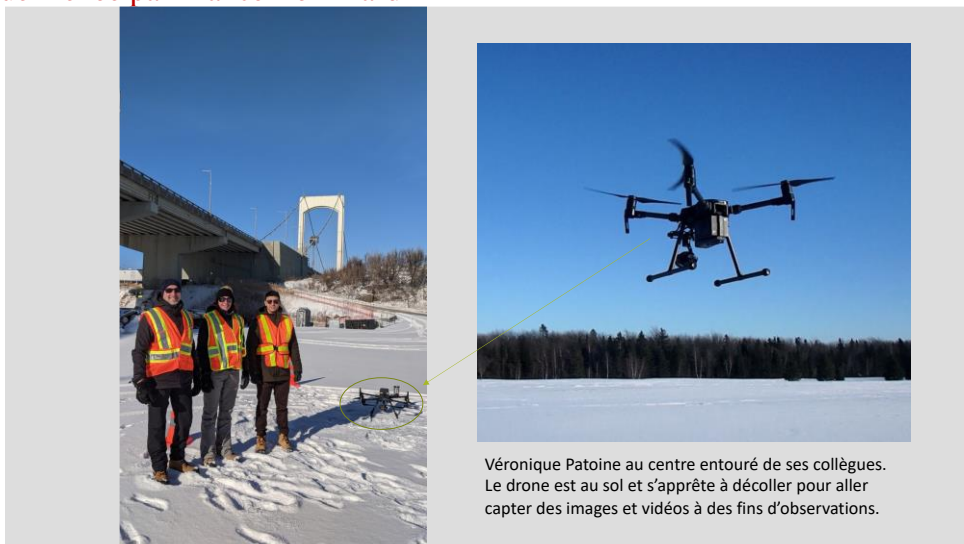 Véronique Patoine au centre entouré de ses collègues.
Le drone est au sol et s’apprête à décoller pour aller
capter des images et vidéos à des fins d’observations.